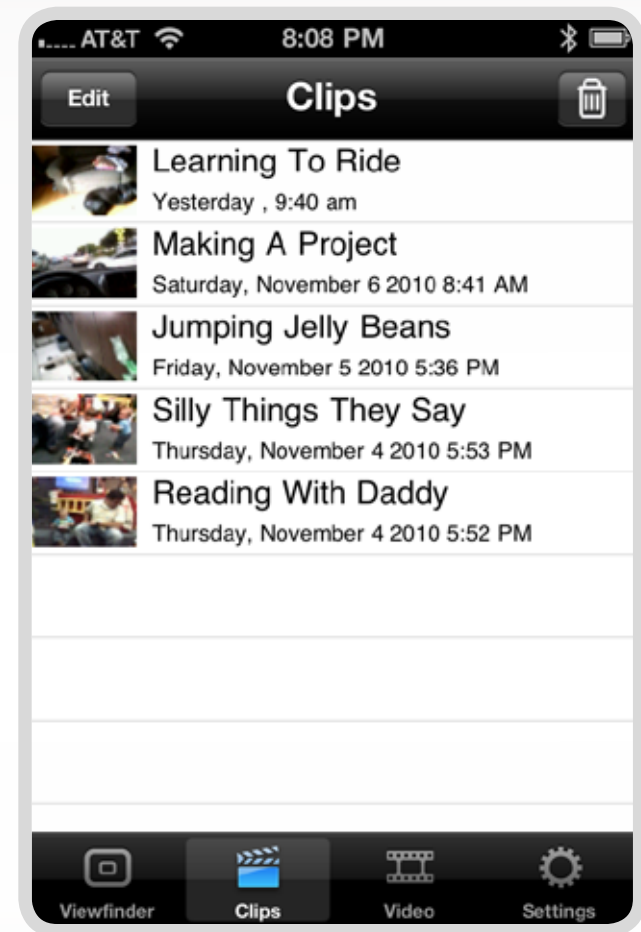 AT&T 8:08 PM
Edit Clips
Learning To Ride
Yesterday , 9:40 am
Making A Project
Saturday, November 6 2010 8:41 AM
Jumping Jelly Beans
Friday, November 5 2010 5:36 PM
Silly Things They Say
Thursday, November 4 2010 5:53 PM
Reading With Daddy
Thursday, November 4 2010 5:52 PM
Viewfinder Clips Video Settings